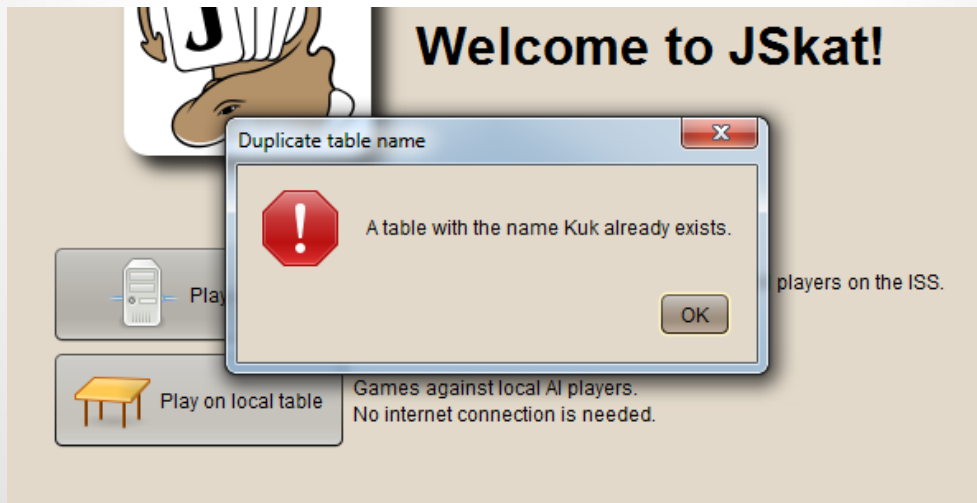 J
Welcome to JSkat!
Duplicate table name
A table with the name Kuk already exists.
players on the ISS.
OK
Play on local table
Games against local AI players.
No internet connection is needed.